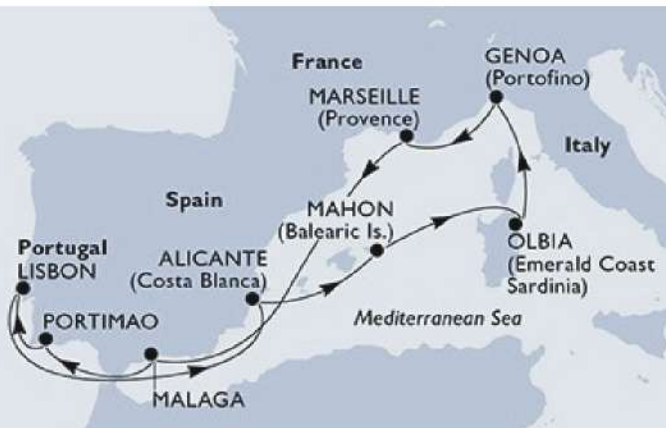 France
GENOA
(Portofino)
MARSEILLE
(Provence)
Italy
Spain
MAHON
(Balearic Is.)
Portugal
LISBON
ALICANTE
(Costa Blanca)
OLBIA
(Emerald Coast
Sardinia)
PORTIMAO
Mediterranean Sea
MALAGA